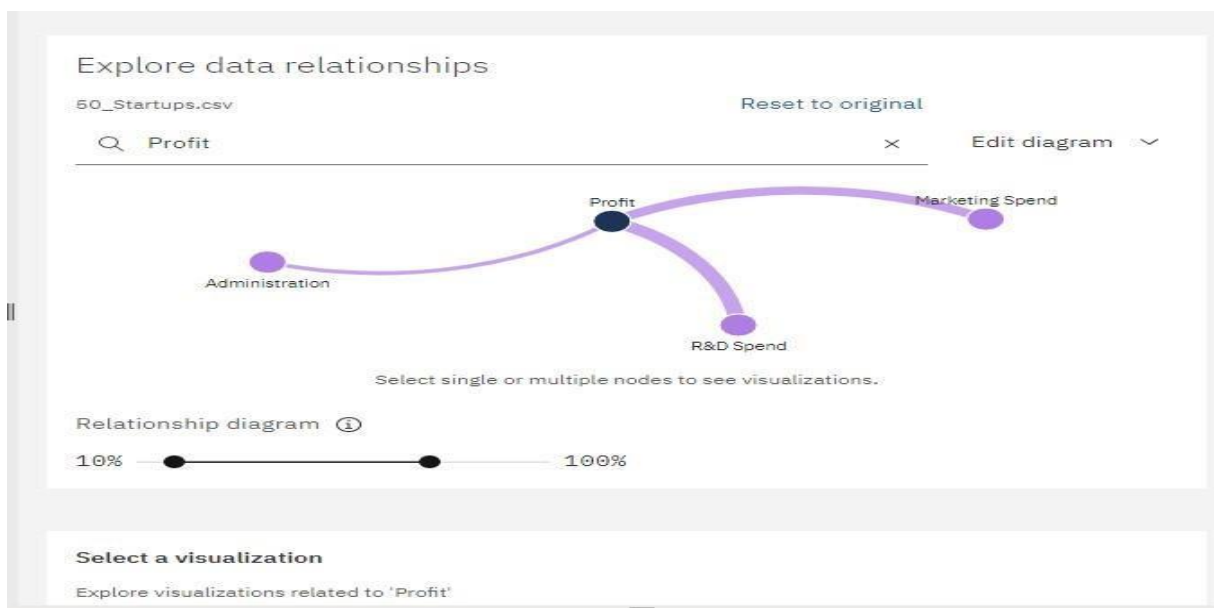 Explore data relationships
50_Startups.csv Reset to original
Profit × Edit diagram
Profit
Marketing Spend
Administration
R&D Spend
Select single or multiple nodes to see visualizations.
Relationship diagram
10% 100%
Select a visualization
Explore visualizations related to 'Profit'